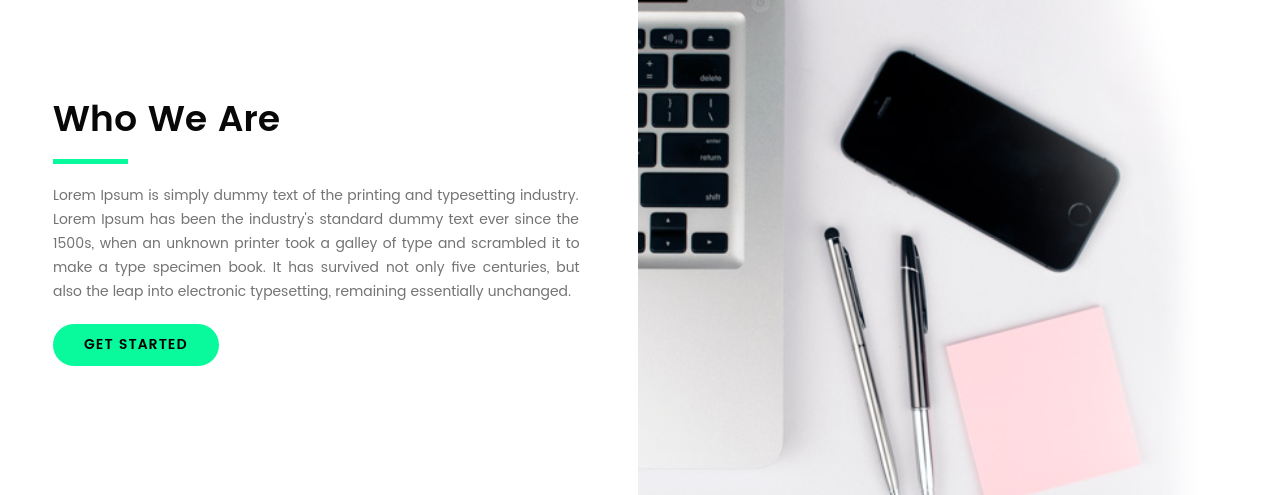 Who We Are
Lorem Ipsum is simply dummy text of the printing and typesetting industry.
Lorem Ipsum has been the industry's standard dummy text ever since the
1500s, when an unknown printer took a galley of type and scrambled it to
make a type specimen book. It has survived not only five centuries, but
also the leap into electronic typesetting, remaining essentially unchanged.
GET STARTED
+
=
delete
}
]
|
\
enter
return
shift